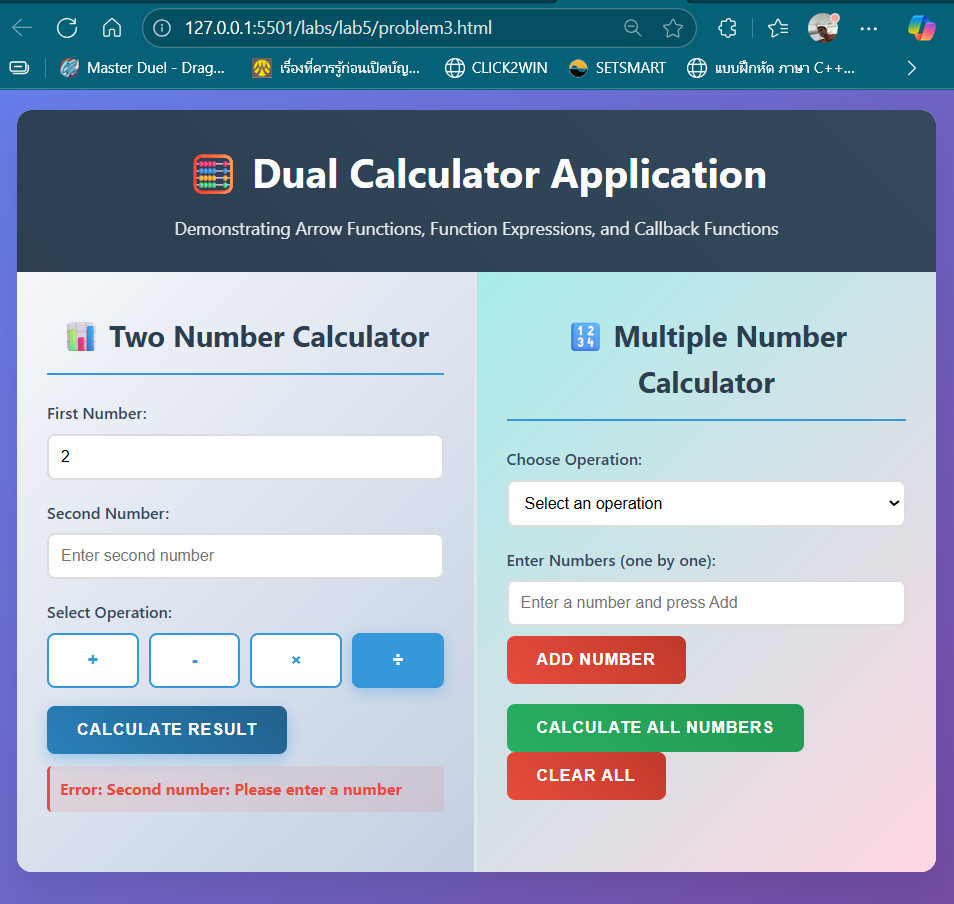 127.0.0.1:5501/labs/lab5/problem3.html
Master Duel - Drag...
เรื่องที่ควรรู้ก่อนเปิดบัญ...
CLICK2WIN
SETSMART
แบบฝึกหัด ภาษา C++...
Dual Calculator Application
Demonstrating Arrow Functions, Function Expressions, and Callback Functions
Two Number Calculator
First Number:
2
Second Number:
Enter second number
Select Operation:
+ - × ÷
CALCULATE RESULT
Error: Second number: Please enter a number
1 2
3 4
Multiple Number
Calculator
Choose Operation:
Select an operation
Enter Numbers (one by one):
Enter a number and press Add
ADD NUMBER
CALCULATE ALL NUMBERS
CLEAR ALL